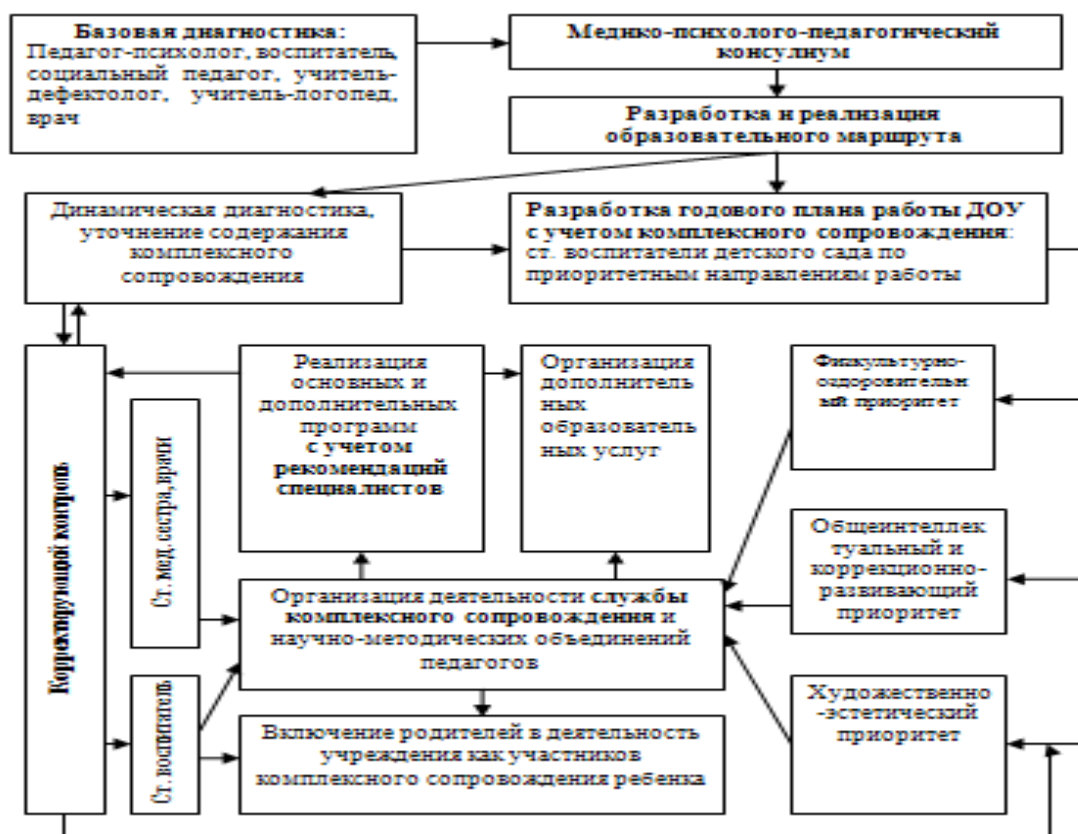 Базовая диагностика:
Педагог-психолог, воспитатель,
социальный педагог, учитель-
дефектолог, учитель-логопед,
врач
Медико-психолого-педагогический
консилиум
Разработка и реализация
образовательного маршрута
Динамическая диагностика,
уточнение содержания
комплексного
сопровождения
Разработка годового плана работы ДОУ
с учетом комплексного сопровождения:
ст. воспитатели детского сада по
приоритетным направлениям работы
Корректирующий контроль
Ст. мед. сестра, врачи
Ст. воспитатель
Реализация
основных и
дополнительных
программ
с учетом
рекомендаций
специалистов
Организация
дополнитель
ных
образователь
ных услуг
Физкультурно-
оздоровительн
ый приоритет
Общеинтеллек
туальный и
коррекционно-
развивающий
приоритет
Организация деятельности службы
комплексного сопровождения и
научно-методических объединений
педагогов
Художественно
-эстетический
приоритет
Включение родителей в деятельность
учреждения как участников
комплексного сопровождения ребенка